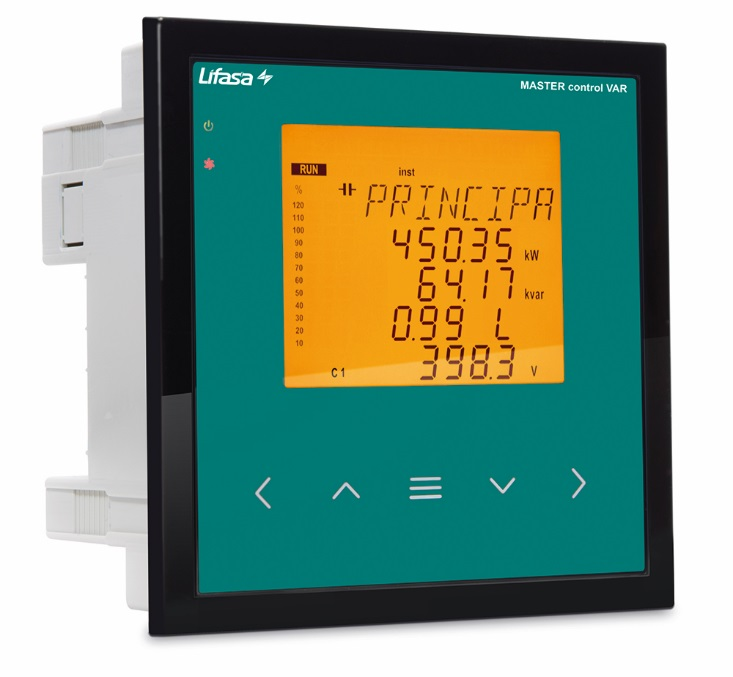 Lifasa
MASTER control VAR
RUN
inst
%
PRINCIPA
120
110
100
90
80
70
60
50
40
30
20
10
450.35 kW
64.17 kvar
0.99 L
C 1
398.3 V